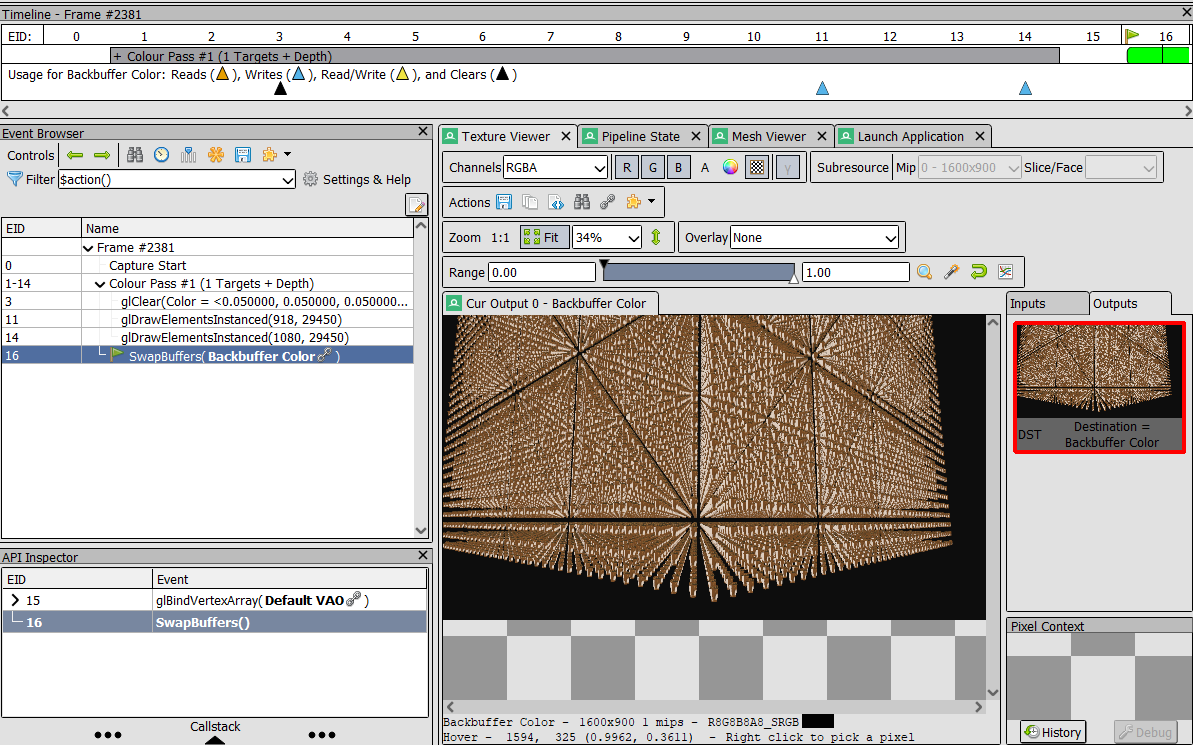 Timeline - Frame #2381
EID: 0 1 2 3 4 5 6 7 8 9 10 11 12 13 14 15 16
+ Colour Pass #1 (1 Targets + Depth)
Usage for Backbuffer Color: Reads ( ), Writes ( ), Read/Write ( ), and Clears ( )
Event Browser
Controls
Filter $action() Settings & Help
EID Name
Frame #2381
0 Capture Start
1-14 Colour Pass #1 (1 Targets + Depth)
3 glClear(Color = <0.050000, 0.050000, 0.050000...
11 glDrawElementsInstanced(918, 29450)
14 glDrawElementsInstanced(1080, 29450)
16 SwapBuffers( Backbuffer Color )
API Inspector
EID Event
15 glBindVertexArray( Default VAO )
16 SwapBuffers()
Callstack
Texture Viewer Pipeline State Mesh Viewer Launch Application
Channels RGBA R G B A γ Subresource Mip 0 - 1600x900 Slice/Face
Actions
Zoom 1:1 Fit 34% Overlay None
Range 0.00 1.00
Cur Output 0 - Backbuffer Color
Backbuffer Color - 1600x900 1 mips - R8G8B8A8_SRGB
Hover - 1594, 325 (0.9962, 0.3611) - Right click to pick a pixel
Inputs Outputs
DST Destination =
Backbuffer Color
Pixel Context
History Debug